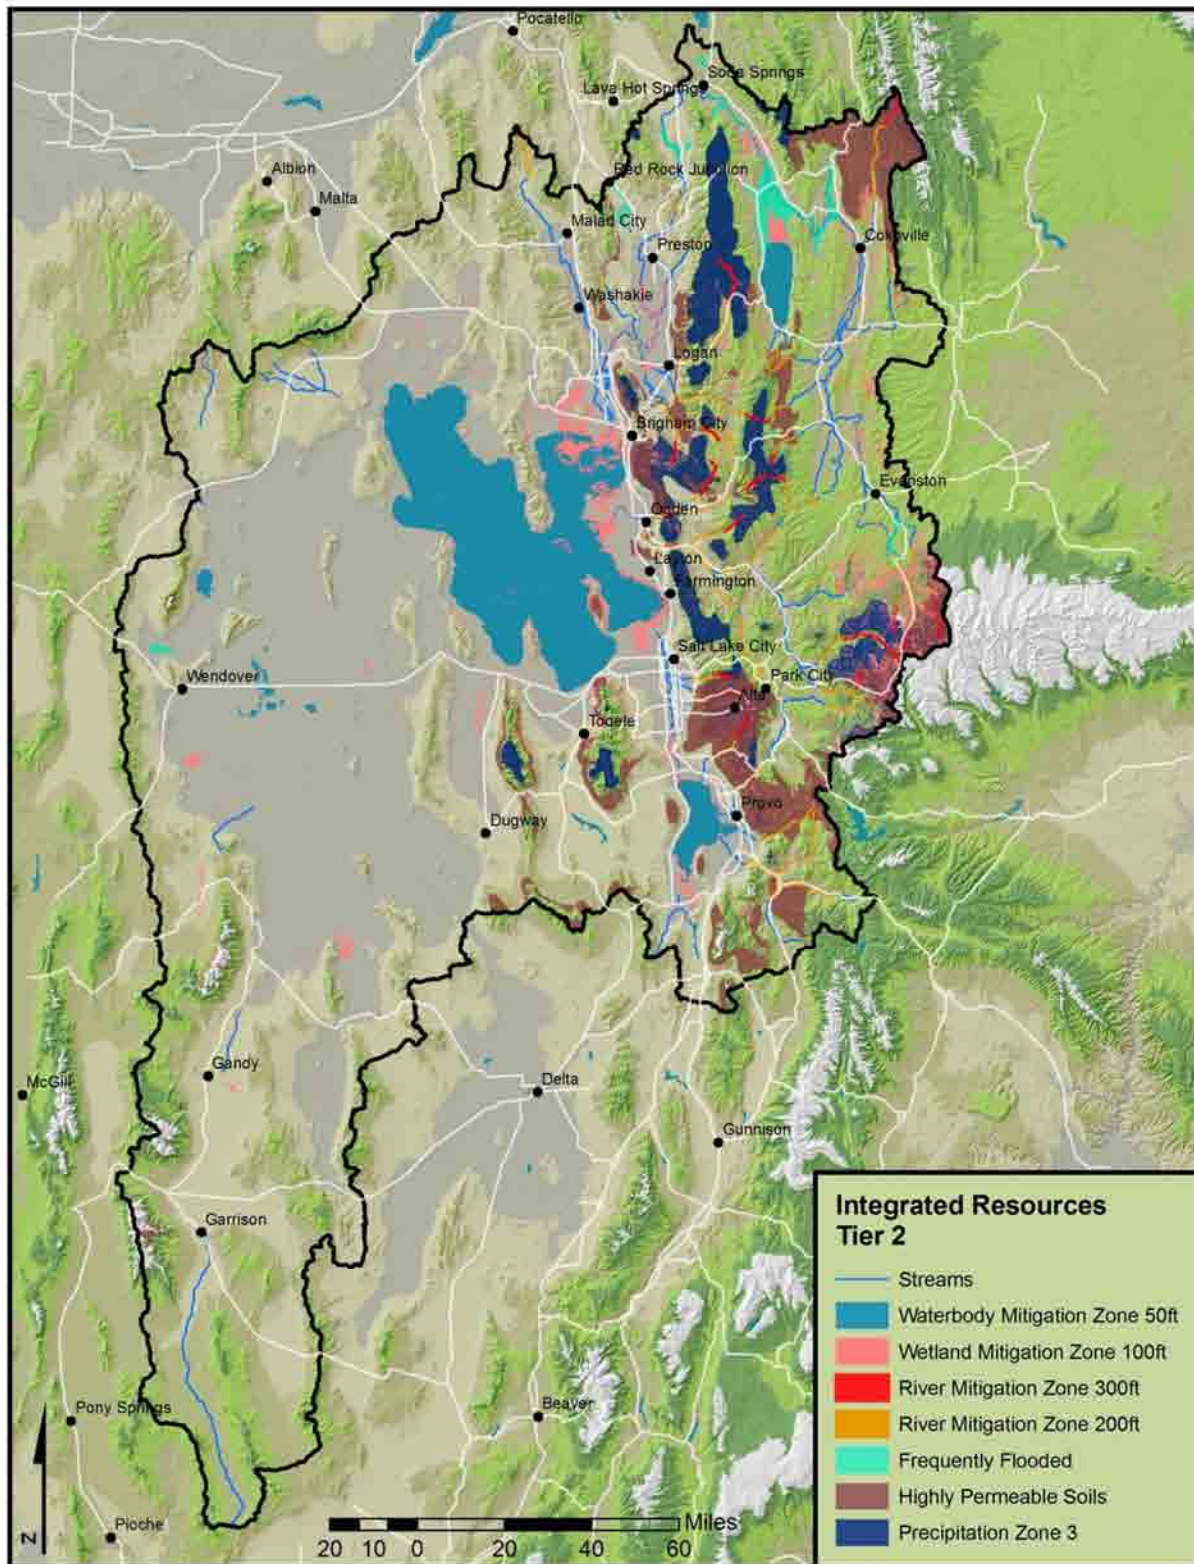 Pocatello
Soda Springs
Lava Hot Springs
Albion
Red Rock Junction
Malta
Malad City
Cokeville
Preston
Washakie
Logan
Brigham City
Evanston
Ogden
Layton
Farmington
Salt Lake City
Wendover
Park City
Alta
Tooele
Provo
Dugway
Gandy
McGill
Delta
Gunnison
Garrison
Beaver
Pony Springs
Pioche
Integrated Resources
Tier 2
Streams
Waterbody Mitigation Zone 50ft
Wetland Mitigation Zone 100ft
River Mitigation Zone 300ft
River Mitigation Zone 200ft
Frequently Flooded
Highly Permeable Soils
Precipitation Zone 3
N
Miles
20 10 0 20 40 60